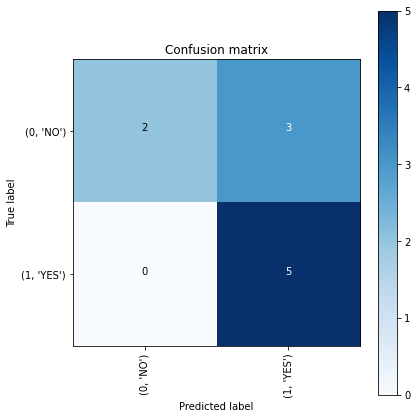 Confusion matrix
True label
(0, 'NO')
(1, 'YES')
2
3
0
5
(0, 'NO')
(1, 'YES')
Predicted label
5
4
3
2
1
0